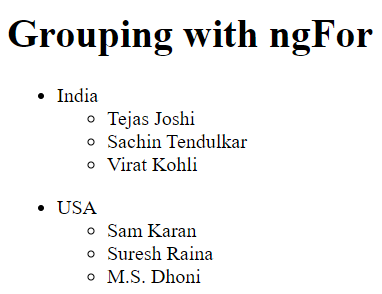 Grouping with ngFor
India
Tejas Joshi
Sachin Tendulkar
Virat Kohli
USA
Sam Karan
Suresh Raina
M.S. Dhoni